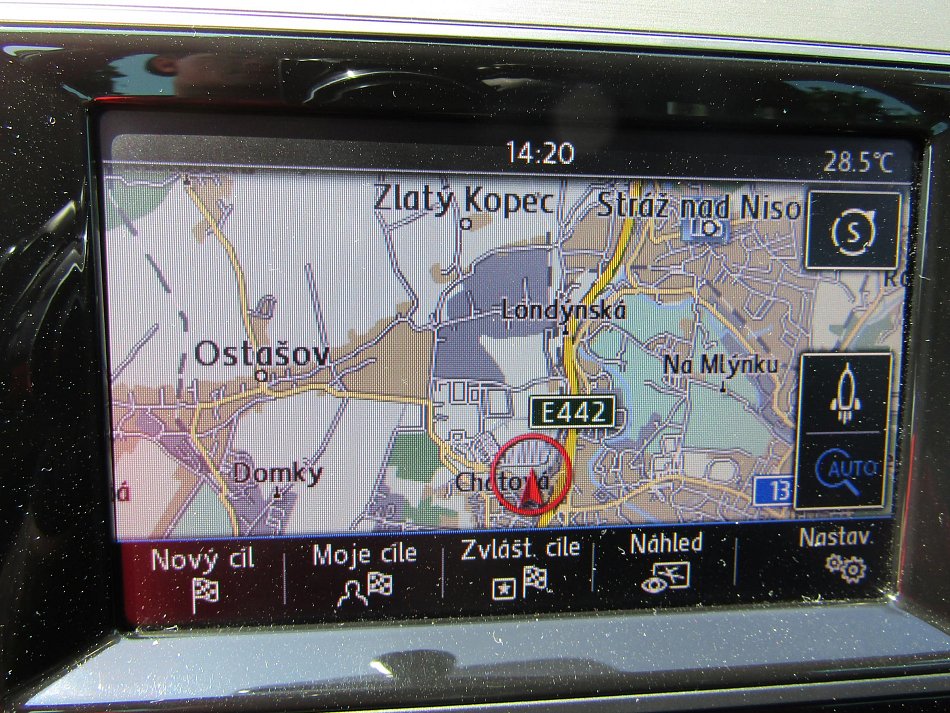 14:20
28.5°C
Zlatý Kopec
Stráž nad Niso
S
Londýnská
Ostašov
Na Mlýnku
E442
AUTO
Domky
Chatová
13
Nový cíl
Moje cíle
Zvlášt. cíle
Náhled
Nastav.